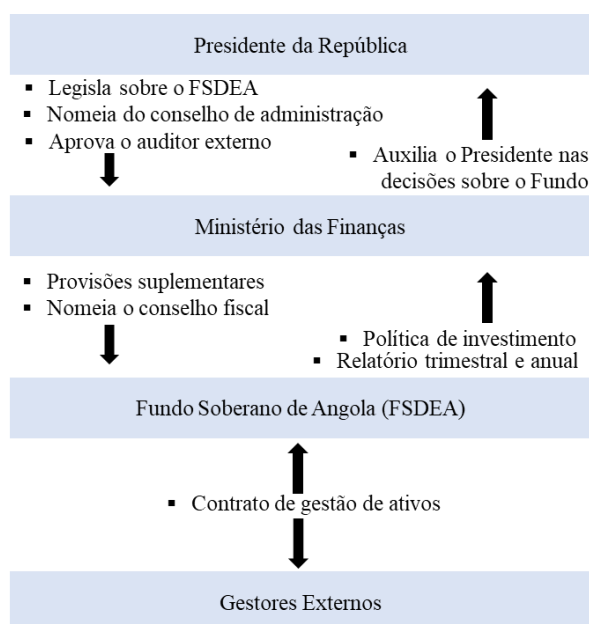 Presidente da República
▪ Legisla sobre o FSDEA
▪ Nomeia do conselho de administração
▪ Aprova o auditor externo
▪ Auxilia o Presidente nas
decisões sobre o Fundo
Ministério das Finanças
▪ Provisões suplementares
▪ Nomeia o conselho fiscal
▪ Política de investimento
▪ Relatório trimestral e anual
Fundo Soberano de Angola (FSDEA)
▪ Contrato de gestão de ativos
Gestores Externos